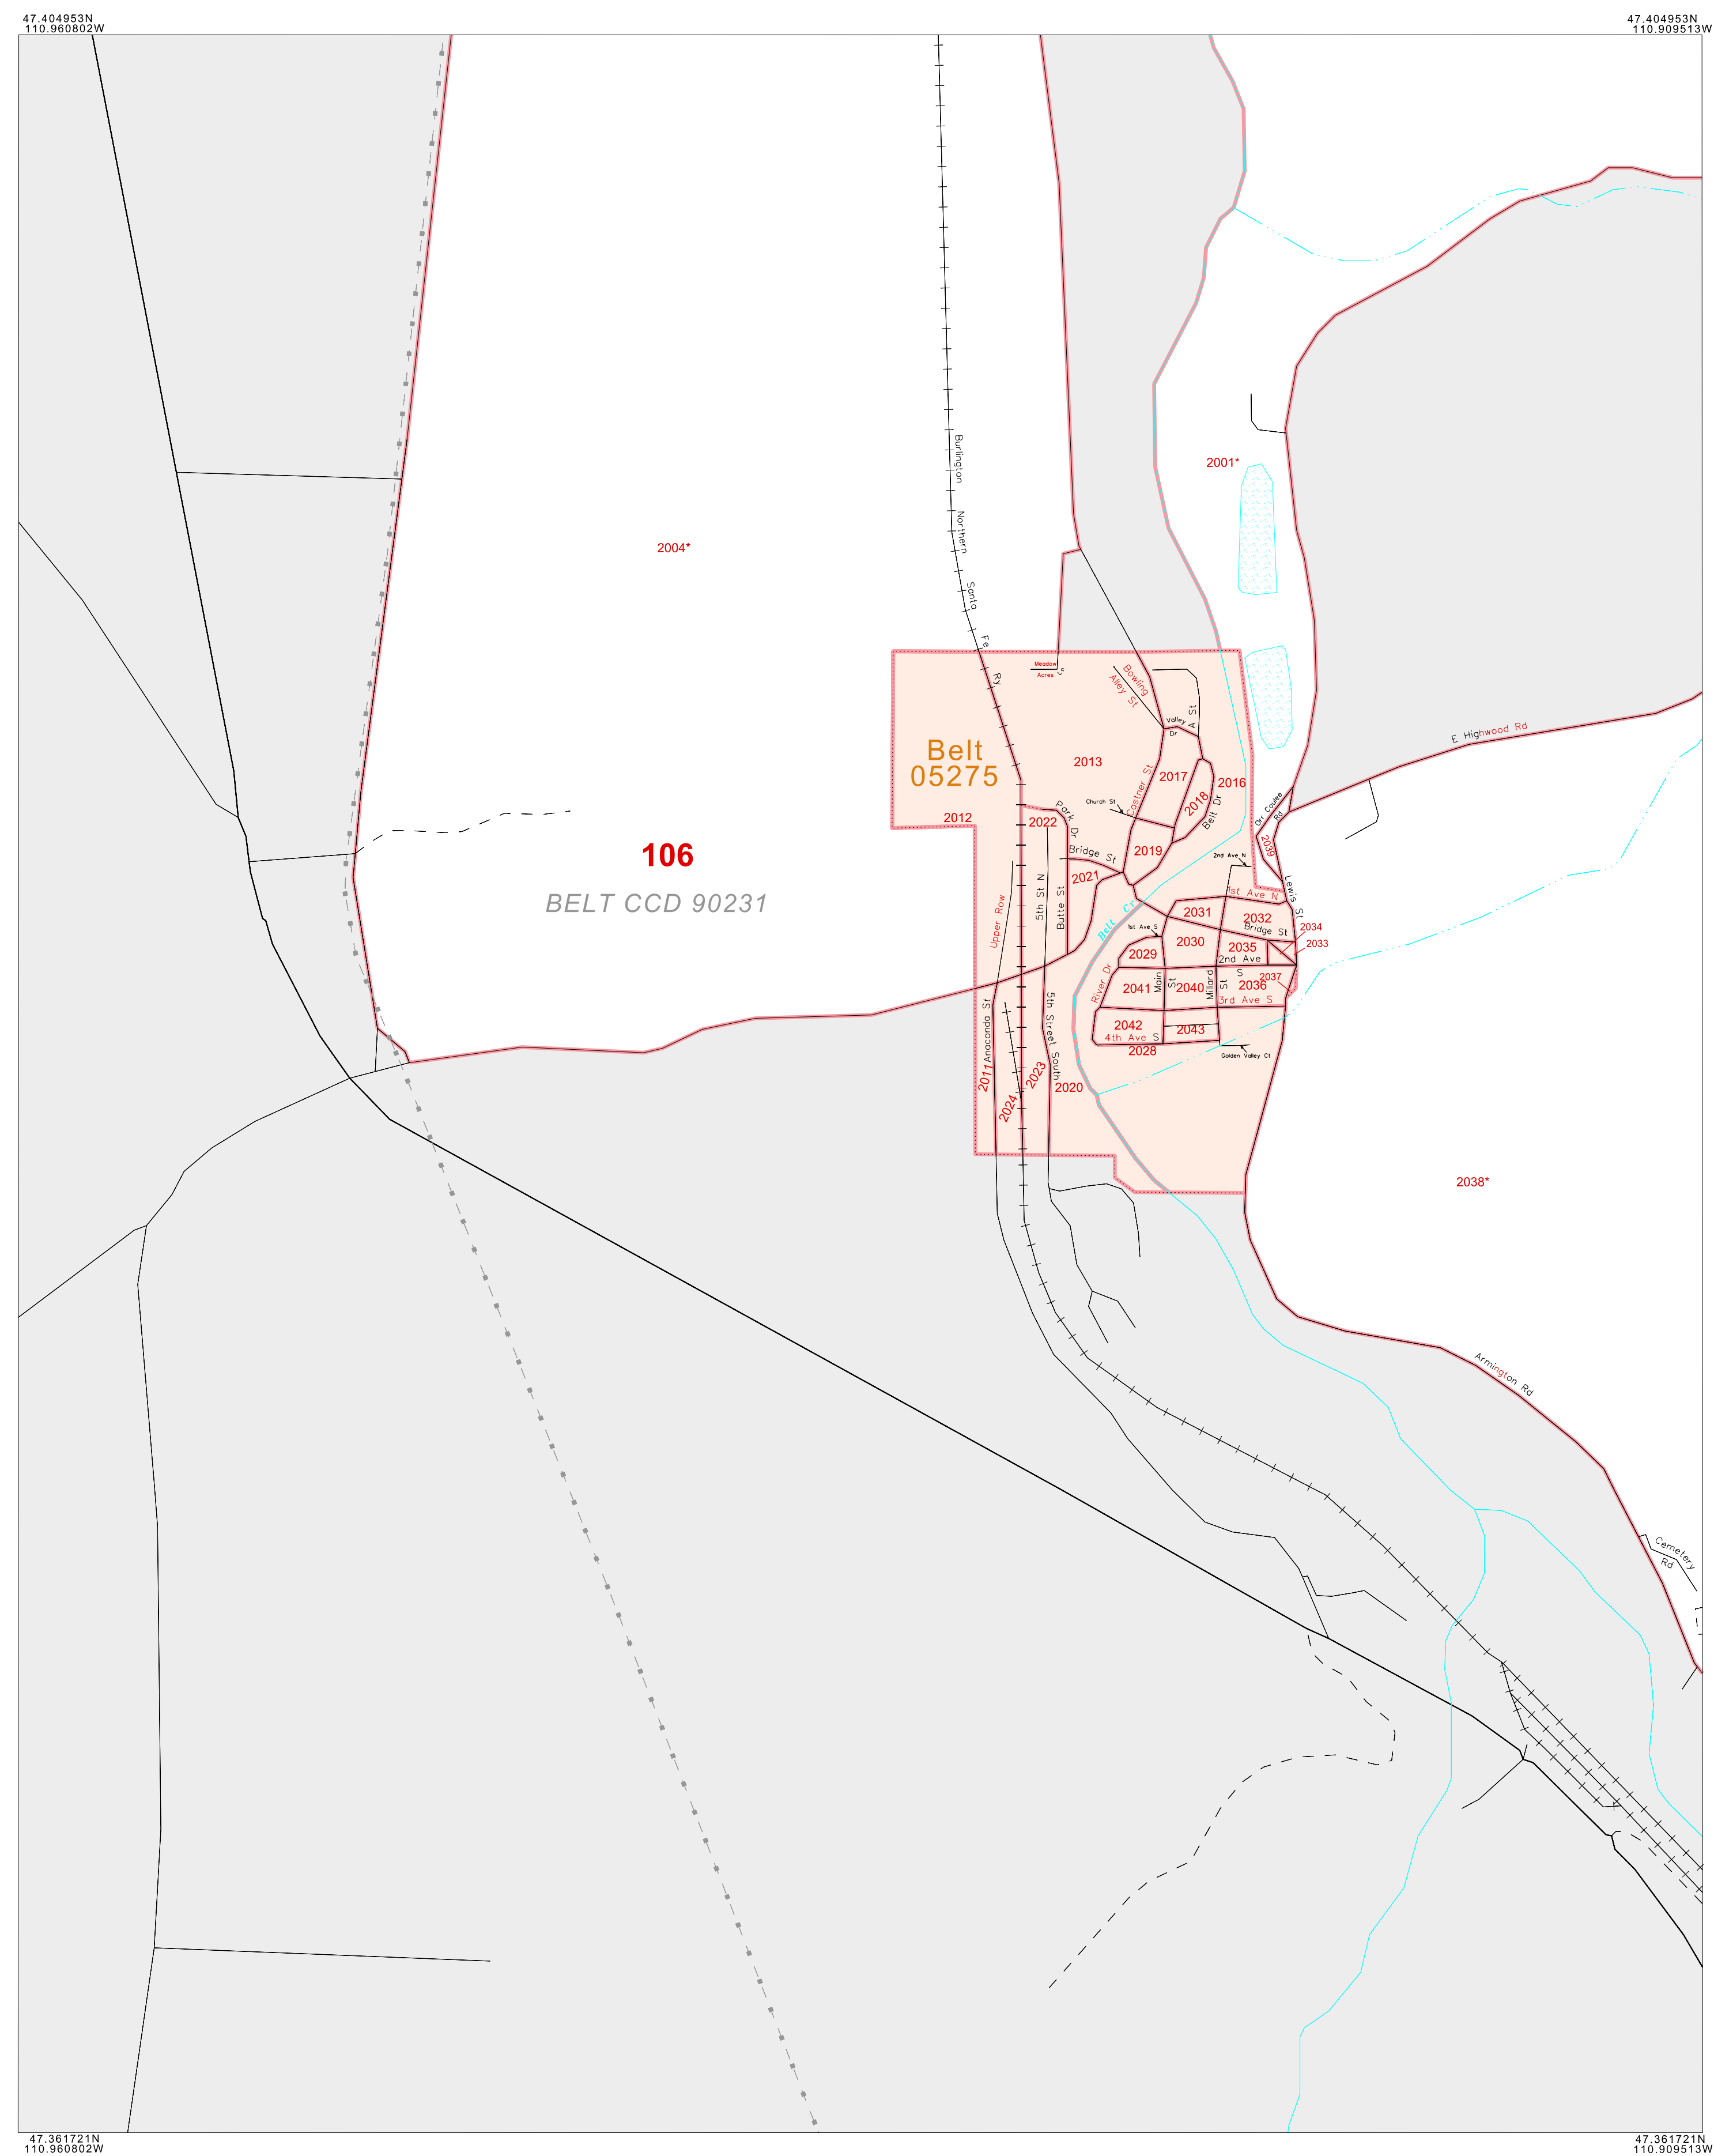 47.404953N
110.960802W
47.404953N
110.909513W
Burlington
Northern
Santa
Fe
Ry
2001*
2004*
Meadow
Acres
Bowling
Alley St
A St
Valley
Dr
E Highwood Rd
Belt
05275
2013
2017
2016
2018
Castner St
Church St
Belt Dr
Orr Coulee
Rd
2012
2022
Park Dr
2019
2039
106
Bridge St
2nd Ave N
2021
BELT CCD 90231
5th St N
Butte St
Upper Row
Lewis St
1st Ave N
Belt Cr
2031
2032
1st Ave S
Bridge St
2034
2030
2035
2033
2029
2nd Ave
S
River Dr
Main
St
Millard
St
2037
2041
2040
2036
3rd Ave S
Anaconda St
5th Street South
2042
2043
4th Ave S
2028
Golden Valley Ct
2011
2023
2020
2024
2038*
Armington Rd
Cemetery
Rd
47.361721N
110.960802W
47.361721N
110.909513W